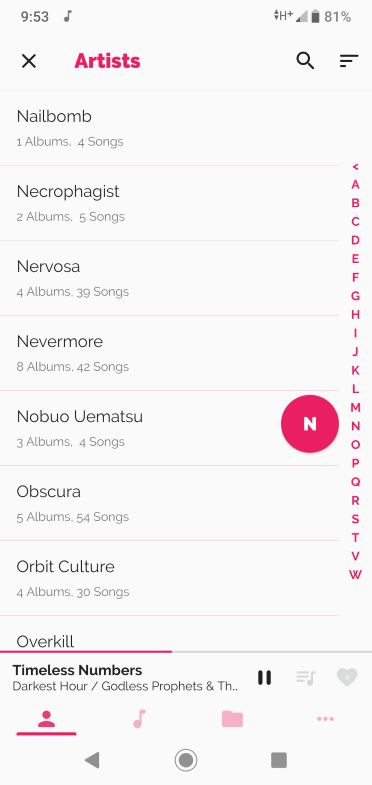 9:53 H+ 81%
Artists
Nailbomb
1 Albums, 4 Songs
Necrophagist
2 Albums, 5 Songs
Nervosa
4 Albums, 39 Songs
Nevermore
8 Albums, 42 Songs
Nobuo Uematsu
3 Albums, 4 Songs
N
Obscura
5 Albums, 54 Songs
Orbit Culture
4 Albums, 30 Songs
Overkill
<
A
B
C
D
E
F
G
H
I
J
K
L
M
N
O
P
Q
R
S
T
V
W
Timeless Numbers
Darkest Hour / Godless Prophets & Th..